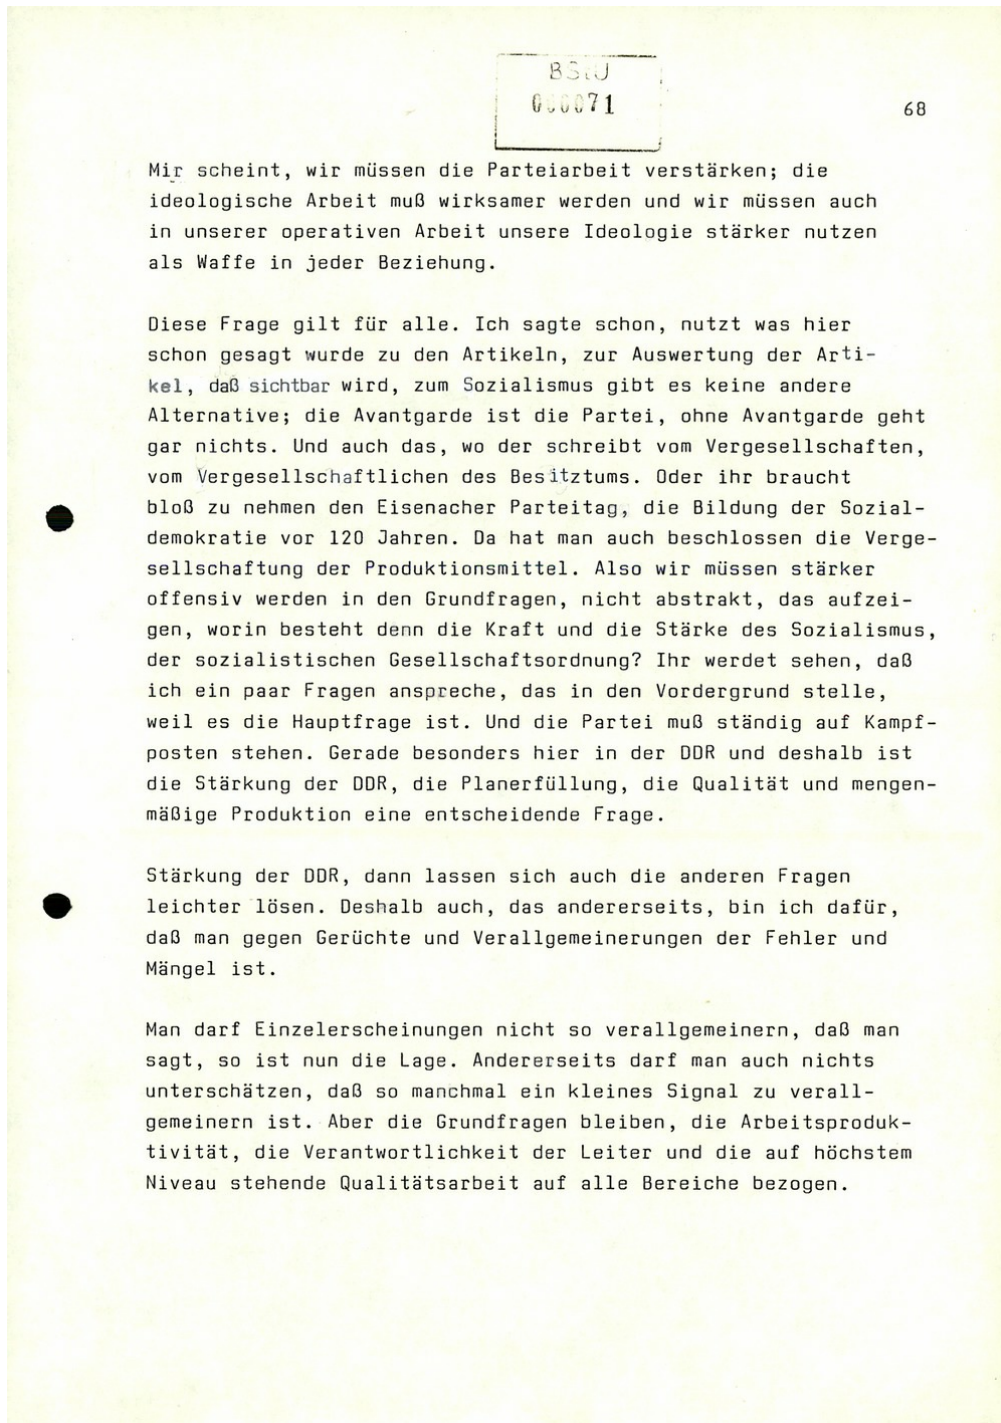 BStU
000071
68
Mir scheint, wir müssen die Parteiarbeit verstärken; die
ideologische Arbeit muß wirksamer werden und wir müssen auch
in unserer operativen Arbeit unsere Ideologie stärker nutzen
als Waffe in jeder Beziehung.
Diese Frage gilt für alle. Ich sagte schon, nutzt was hier
schon gesagt wurde zu den Artikeln, zur Auswertung der Arti-
kel, daß sichtbar wird, zum Sozialismus gibt es keine andere
Alternative; die Avantgarde ist die Partei, ohne Avantgarde geht
gar nichts. Und auch das, wo der schreibt vom Vergesellschaften,
vom Vergesellschaftlichen des Besitztums. Oder ihr braucht
bloß zu nehmen den Eisenacher Parteitag, die Bildung der Sozial-
demokratie vor 120 Jahren. Da hat man auch beschlossen die Verge-
sellschaftung der Produktionsmittel. Also wir müssen stärker
offensiv werden in den Grundfragen, nicht abstrakt, das aufzei-
gen, worin besteht denn die Kraft und die Stärke des Sozialismus,
der sozialistischen Gesellschaftsordnung? Ihr werdet sehen, daß
ich ein paar Fragen anspreche, das in den Vordergrund stelle,
weil es die Hauptfrage ist. Und die Partei muß ständig auf Kampf-
posten stehen. Gerade besonders hier in der DDR und deshalb ist
die Stärkung der DDR, die Planerfüllung, die Qualität und mengen-
mäßige Produktion eine entscheidende Frage.
Stärkung der DDR, dann lassen sich auch die anderen Fragen
leichter lösen. Deshalb auch, das andererseits, bin ich dafür,
daß man gegen Gerüchte und Verallgemeinerungen der Fehler und
Mängel ist.
Man darf Einzelerscheinungen nicht so verallgemeinern, daß man
sagt, so ist nun die Lage. Andererseits darf man auch nichts
unterschätzen, daß so manchmal ein kleines Signal zu verall-
gemeinern ist. Aber die Grundfragen bleiben, die Arbeitsproduk-
tivität, die Verantwortlichkeit der Leiter und die auf höchstem
Niveau stehende Qualitätsarbeit auf alle Bereiche bezogen.